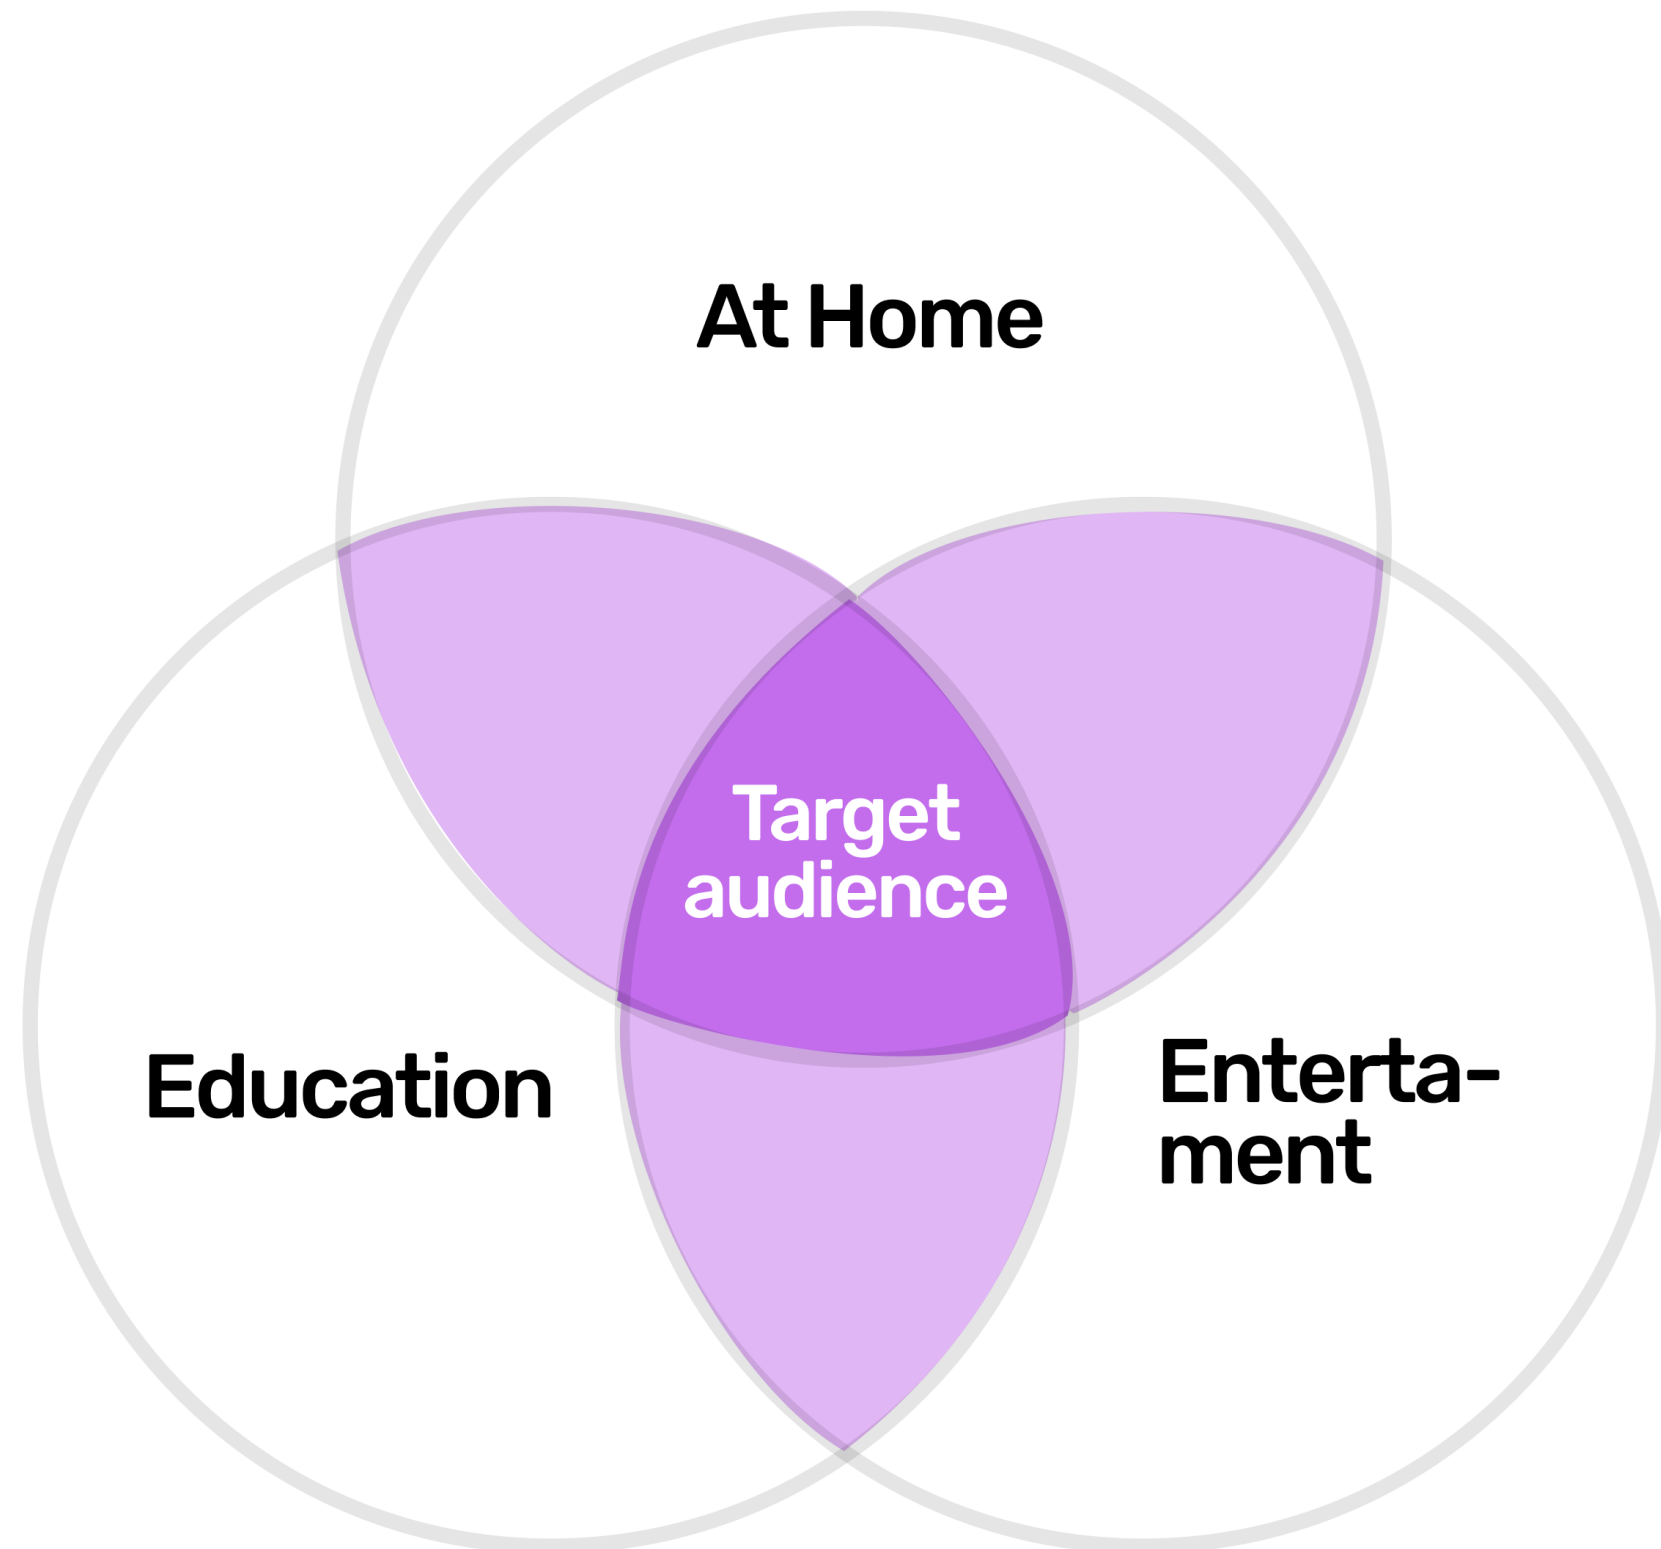 At Home
Target
audience
Education
Enterta-
ment